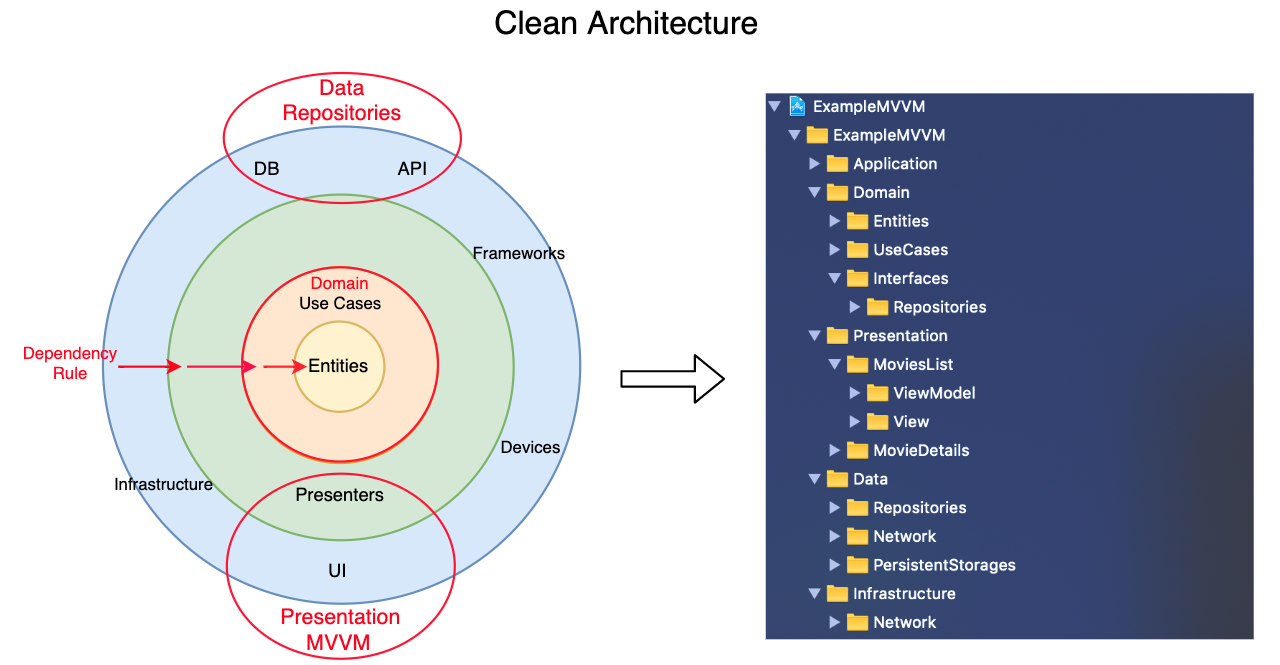 Clean Architecture
Data
Repositories
DB
API
Frameworks
Domain
Use Cases
Dependency
Rule
Entities
Devices
Infrastructure
Presenters
UI
Presentation
MVVM
ExampleMVVM
ExampleMVVM
Application
Domain
Entities
UseCases
Interfaces
Repositories
Presentation
MoviesList
ViewModel
View
MovieDetails
Data
Repositories
Network
PersistentStorages
Infrastructure
Network